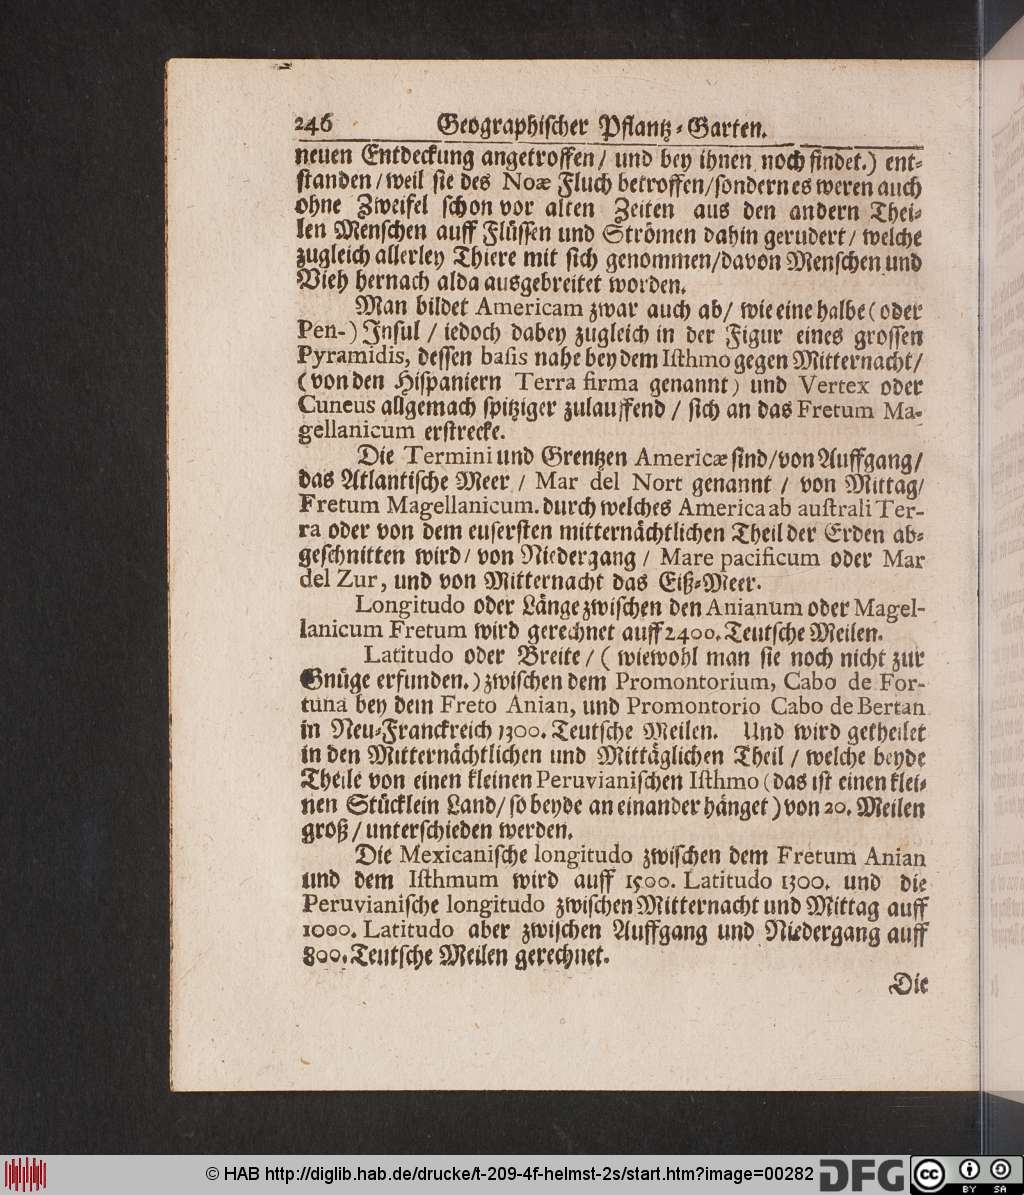 246 Geographischer Pflantz-Garten.
neuen Entdeckung angetroffen/ und bey ihnen noch findet.) ent-
standen/ weil sie des Noæ Fluch betroffen/ sondern es weren auch
ohne Zweifel schon vor alten Zeiten aus den andern Thei-
len Menschen auff Flüssen und Strömen dahin gerudert/ welche
zugleich allerley Thiere mit sich genommen/ davon Menschen und
Vieh hernach alda ausgebreitet worden.
Man bildet Americam zwar auch ab/ wie eine halbe (oder
Pen-) Insul / iedoch dabey zugleich in der Figur eines grossen
Pyramidis, dessen basis nahe bey dem Isthmo gegen Mitternacht/
(von den Hispaniern Terra firma genannt) und Vertex oder
Cuneus allgemach spitziger zulauffend / sich an das Fretum Ma-
gellanicum erstrecke.
Die Termini und Grentzen Americæ sind/ von Auffgang/
das Atlantische Meer / Mar del Nort genannt / von Mittag/
Fretum Magellanicum. durch welches America ab australi Ter-
ra oder von dem eusersten mitternächtlichen Theil der Erden ab-
geschnitten wird/ von Niedergang / Mare pacificum oder Mar
del Zur, und von Mitternacht das Eiß-Meer.
Longitudo oder Länge zwischen den Anianum oder Magel-
lanicum Fretum wird gerechnet auff 2400. Teutsche Meilen.
Latitudo oder Breite / ( wiewohl man sie noch nicht zur
Gnüge erfunden.) zwischen dem Promontorium, Cabo de For-
tuna bey dem Freto Anian, und Promontorio Cabo de Bertan
in Neu-Franckreich 1300. Teutsche Meilen. Und wird getheilet
in den Mitternächtlichen und Mittäglichen Theil / welche beyde
Theile von einen kleinen Peruvianischen Isthmo (das ist einen klei-
nen Stücklein Land/ so beyde an einander hänget) von 20. Meilen
groß / unterschieden werden.
Die Mexicanische longitudo zwischen dem Fretum Anian
und dem Isthmum wird auff 1500. Latitudo 1300. und die
Peruvianische longitudo zwischen Mitternacht und Mittag auff
1000. Latitudo aber zwischen Auffgang und Niedergang auff
800. Teutsche Meilen gerechnet.
Die
© HAB http://diglib.hab.de/drucke/t-209-4f-helmst-2s/start.htm?image=00282 DFG cc BY SA